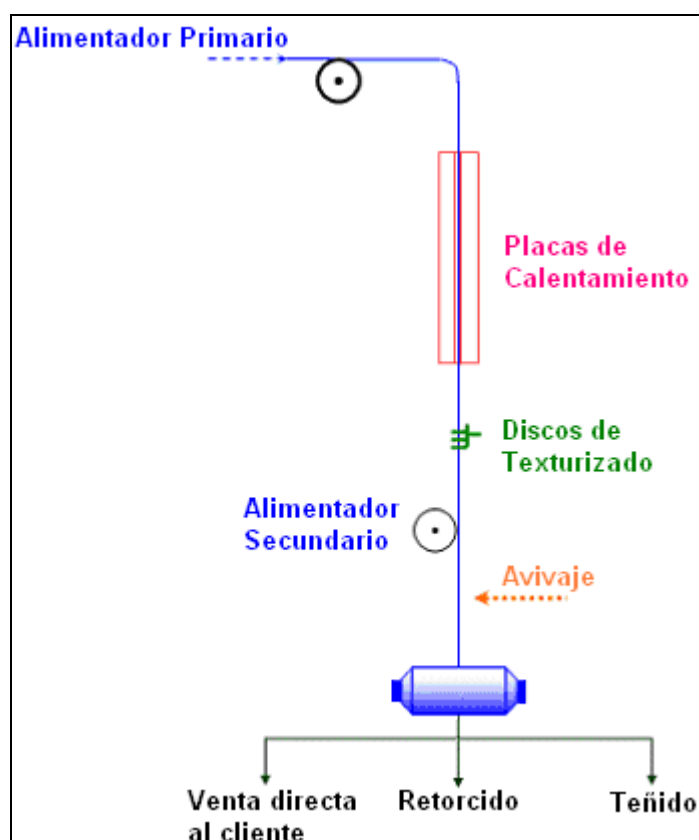 Alimentador Primario
Placas de
Calentamiento
Discos de
Texturizado
Alimentador
Secundario
Avivaje
Venta directa
al cliente
Retorcido
Teñido